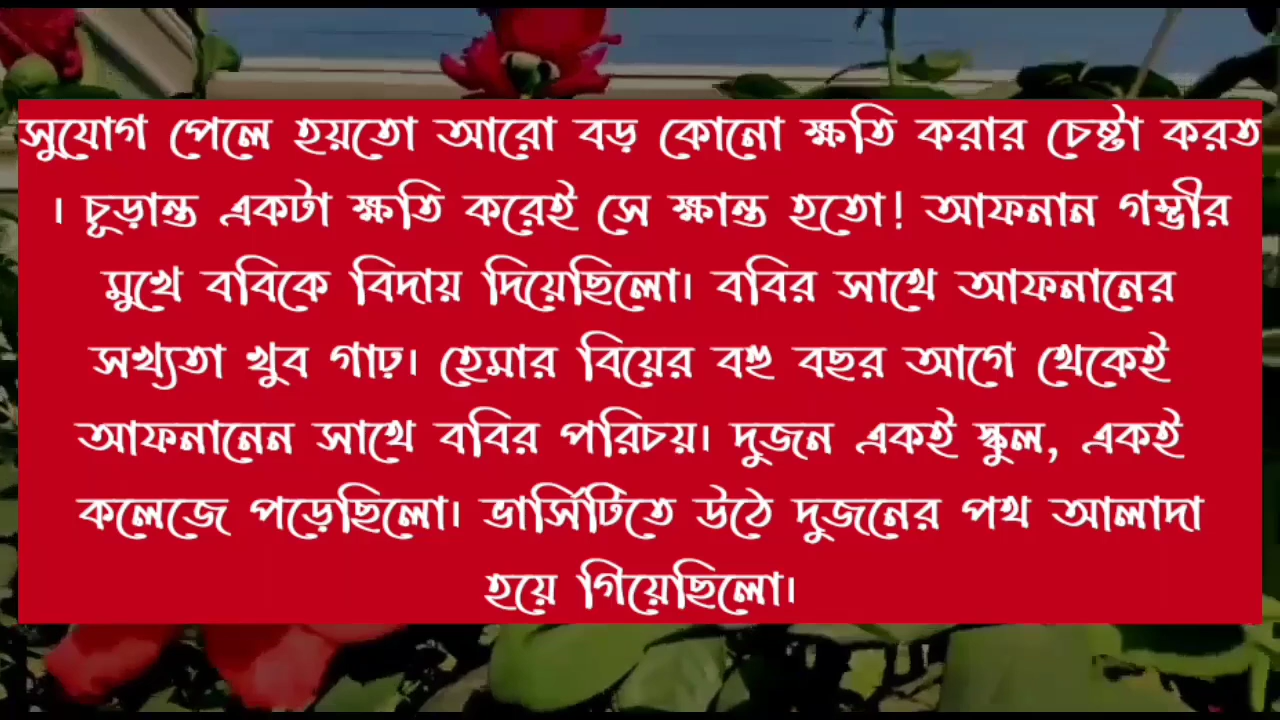 সুযোগ পেলে হয়তো আরো বড় কোনো ক্ষতি করার চেষ্টা করত
। চূড়ান্ত একটা ক্ষতি করেই সে ক্ষান্ত হতো! আফনান গম্ভীর
মুখে ববিকে বিদায় দিয়েছিলো। ববির সাথে আফনানের
সখ্যতা খুব গাঢ়। হেমার বিয়ের বহু বছর আগে থেকেই
আফনানেন সাথে ববির পরিচয়। দুজন একই স্কুল, একই
কলেজে পড়েছিলো। ভার্সিটিতে উঠে দুজনের পথ আলাদা
হয়ে গিয়েছিলো।